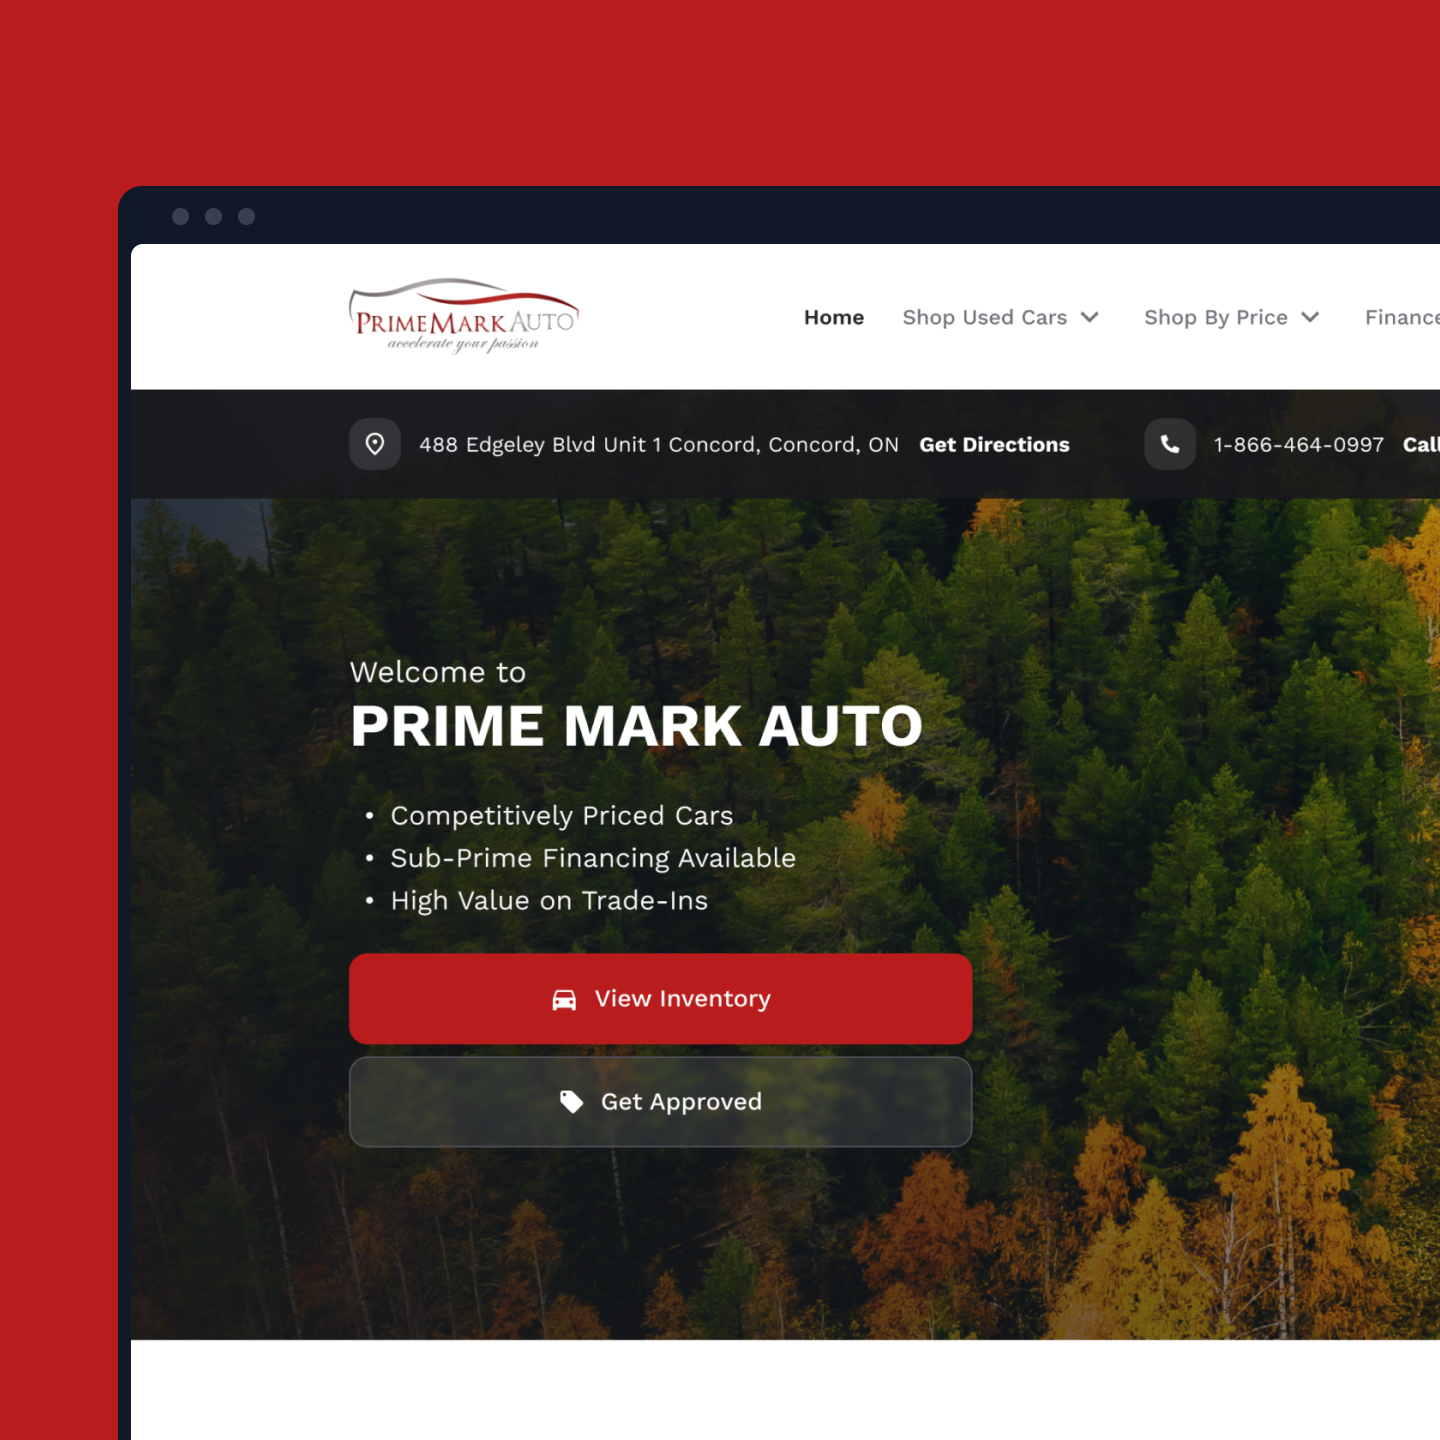 PRIMEMARKAUTO
accelerate your passion
Home Shop Used Cars Shop By Price Finance
488 Edgeley Blvd Unit 1 Concord, Concord, ON Get Directions 1-866-464-0997 Call
Welcome to
PRIME MARK AUTO
• Competitively Priced Cars
• Sub-Prime Financing Available
• High Value on Trade-Ins
View Inventory
Get Approved